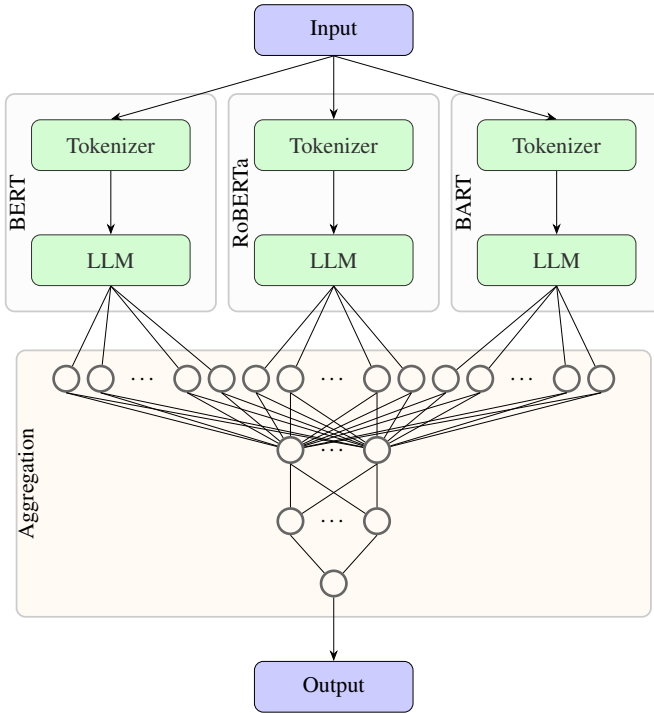 Input
Tokenizer
Tokenizer
Tokenizer
BERT
RoBERTa
BART
LLM
LLM
LLM
...
...
...
...
Aggregation
...
Output